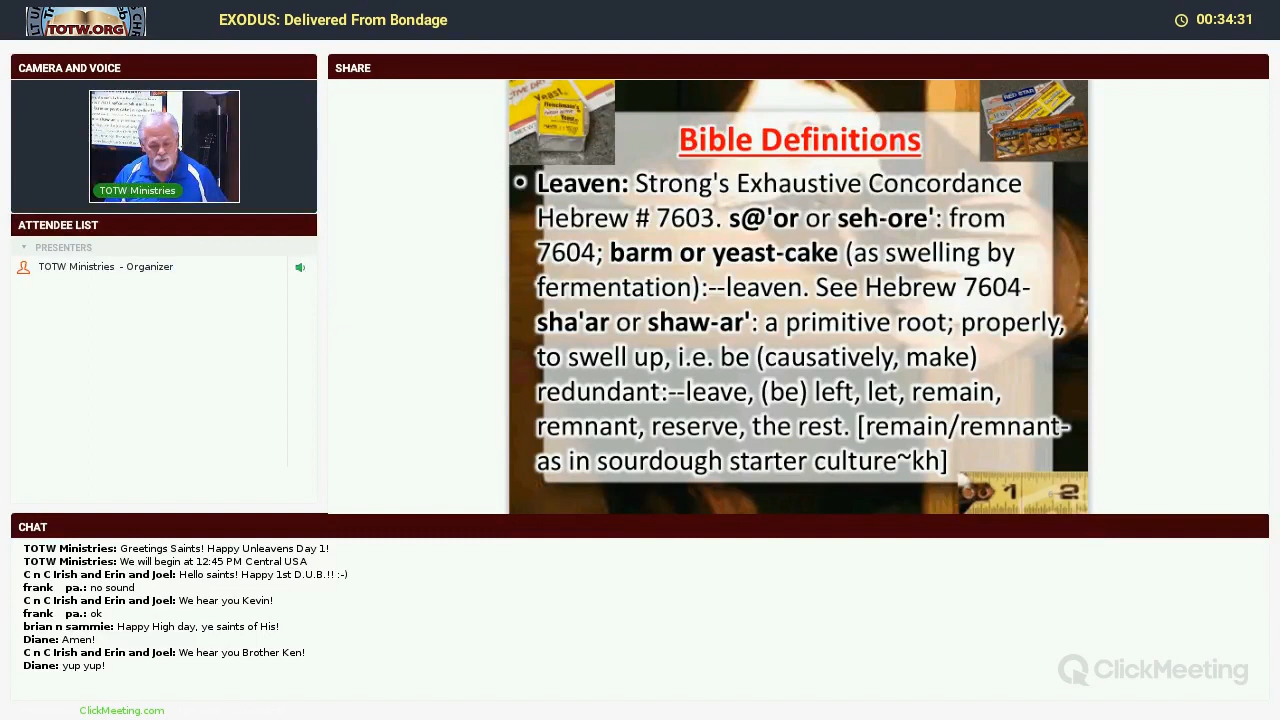 TOTW.ORG
EXODUS: Delivered From Bondage
00:34:31
CAMERA AND VOICE
TOTW Ministries
ATTENDEE LIST
PRESENTERS
TOTW Ministries - Organizer
SHARE
Yeast
Fleischmann's
RED STAR
Bible Definitions
• Leaven: Strong's Exhaustive Concordance
Hebrew # 7603. s@'or or seh-ore': from
7604; barm or yeast-cake (as swelling by
fermentation):--leaven. See Hebrew 7604-
sha'ar or shaw-ar': a primitive root; properly,
to swell up, i.e. be (causatively, make)
redundant:--leave, (be) left, let, remain,
remnant, reserve, the rest. [remain/remnant-
as in sourdough starter culture~kh]
1 2
CHAT
TOTW Ministries: Greetings Saints! Happy Unleavens Day 1!
TOTW Ministries: We will begin at 12:45 PM Central USA
C n C Irish and Erin and Joel: Hello saints! Happy 1st D.U.B.!! :-)
frank pa.: no sound
C n C Irish and Erin and Joel: We hear you Kevin!
frank pa.: ok
brian n sammie: Happy High day, ye saints of His!
Diane: Amen!
C n C Irish and Erin and Joel: We hear you Brother Ken!
Diane: yup yup!
ClickMeeting
ClickMeeting.com